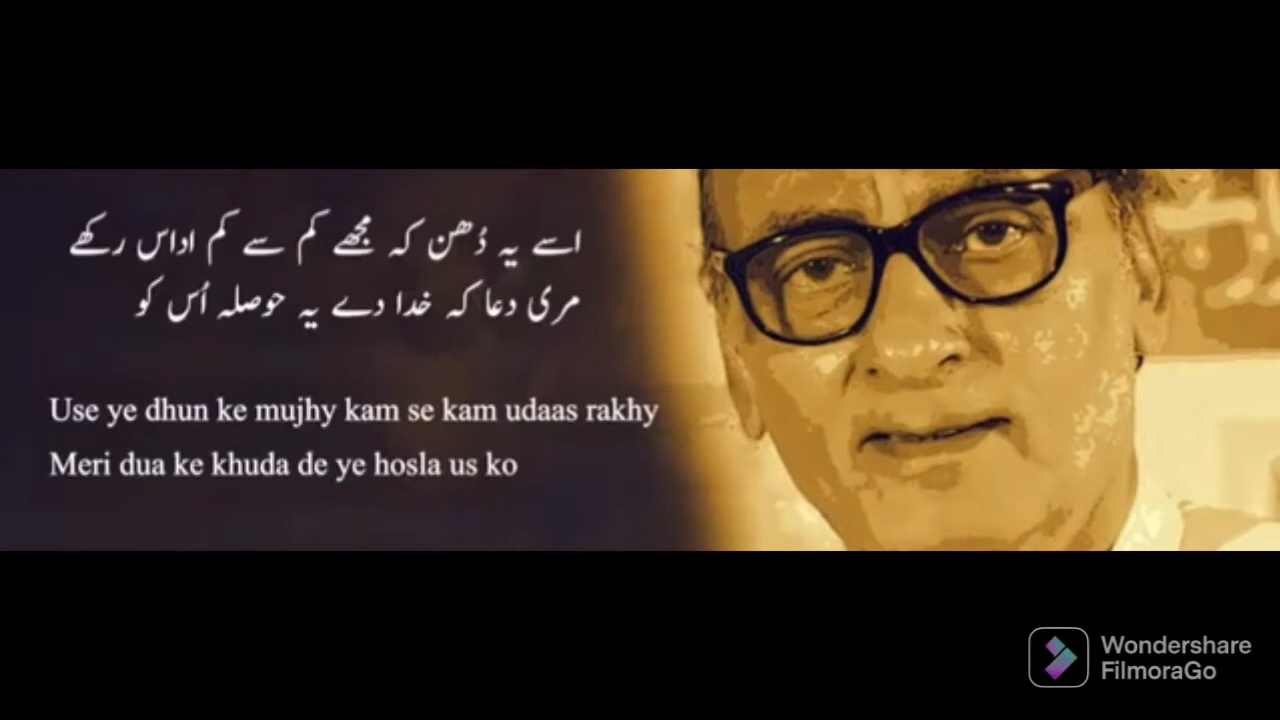 اسے یہ دُھن کہ مجھے کم سے کم اداس رکھے
مری دعا کہ خدا دے یہ حوصلہ اُس کو
Use ye dhun ke mujhy kam se kam udaas rakhy
Meri dua ke khuda de ye hosla us ko
Wondershare
FilmoraGo